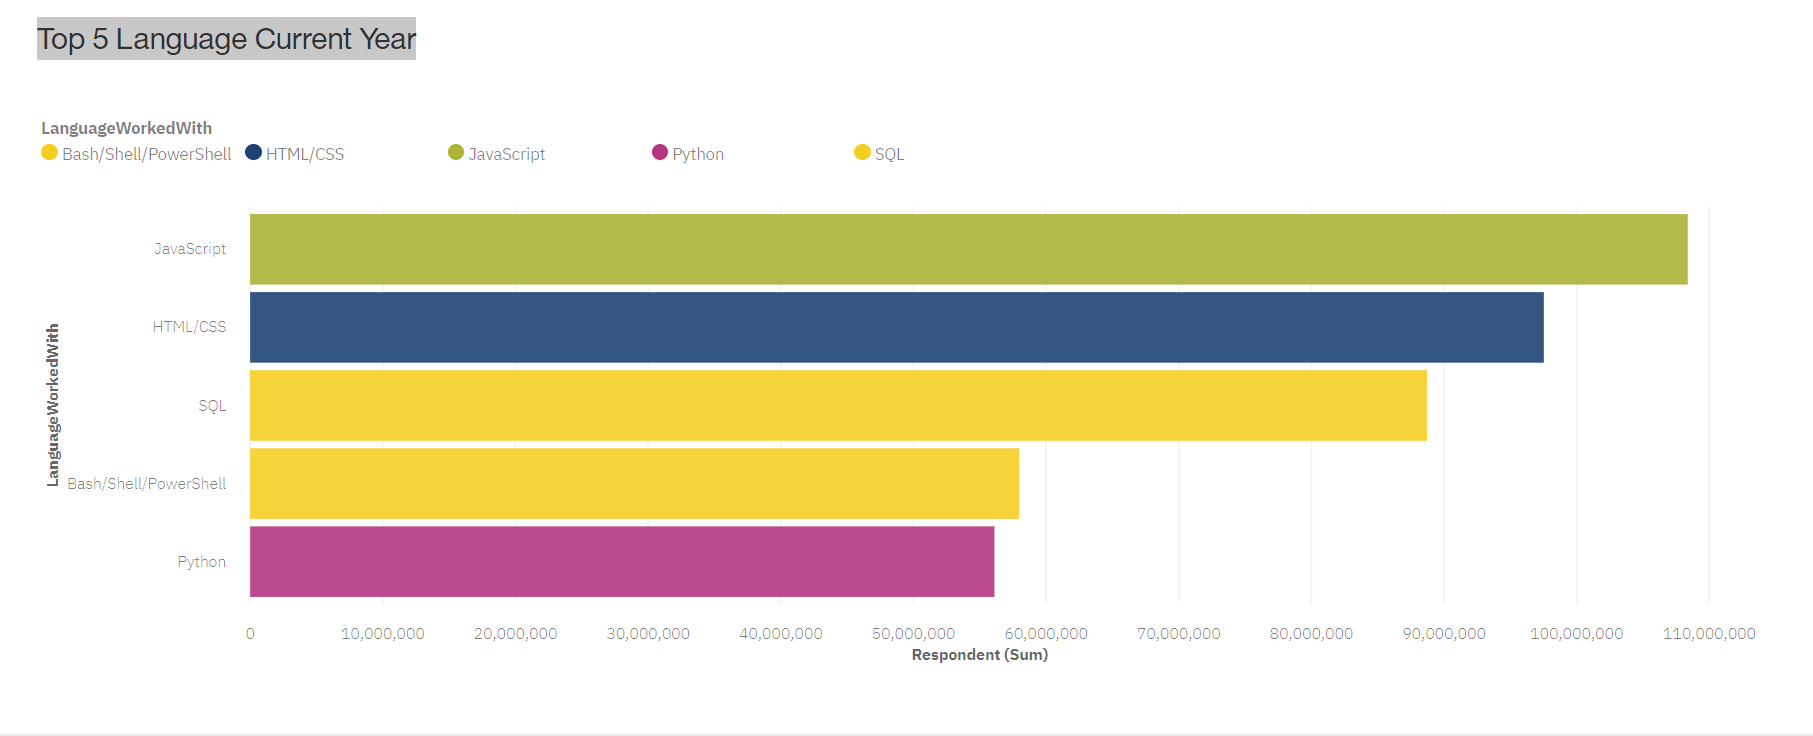 Top 5 Language Current Year
LanguageWorkedWith
Bash/Shell/PowerShell HTML/CSS JavaScript Python SQL
LanguageWorkedWith
JavaScript
HTML/CSS
SQL
Bash/Shell/PowerShell
Python
0 10,000,000 20,000,000 30,000,000 40,000,000 50,000,000 60,000,000 70,000,000 80,000,000 90,000,000 100,000,000 110,000,000
Respondent (Sum)